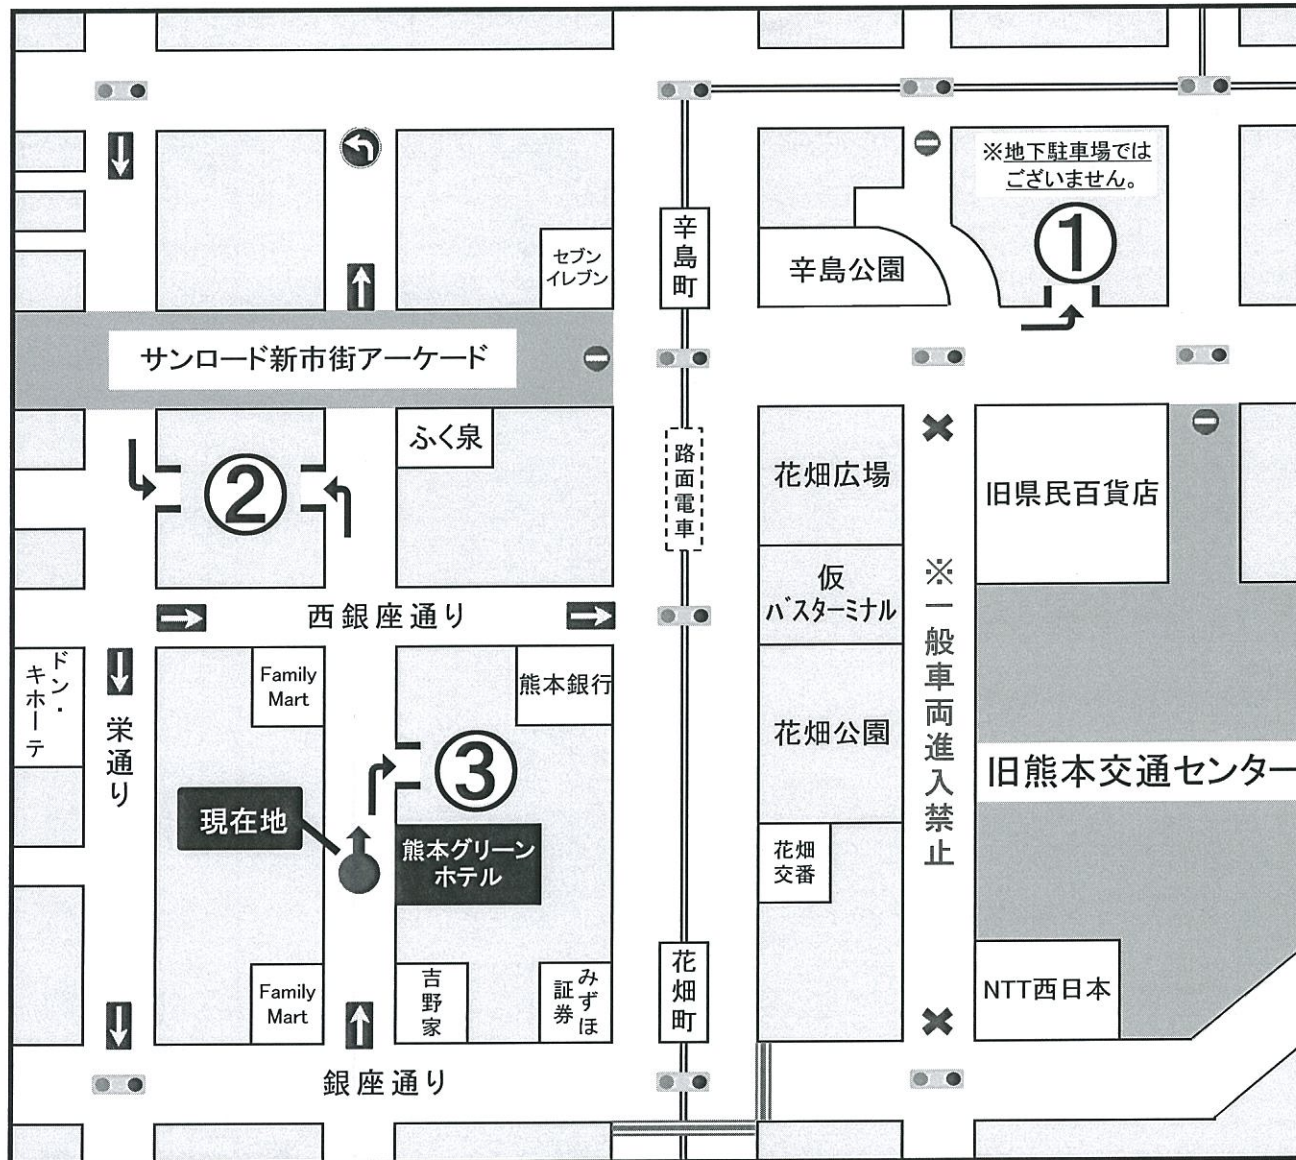 ※地下駐車場では
ございません。
①
セブン
イレブン
辛島町
辛島公園
サンロード新市街アーケード
ふく泉
②
路面電車
花畑広場
旧県民百貨店
仮
バスターミナル
※一般車両進入禁止
西銀座通り
ドン・
キホーテ
Family
Mart
熊本銀行
栄通り
③
花畑公園
旧熊本交通センター
現在地
熊本グリーン
ホテル
花畑
交番
Family
Mart
吉野家
みずほ
証券
花畑町
NTT西日本
銀座通り